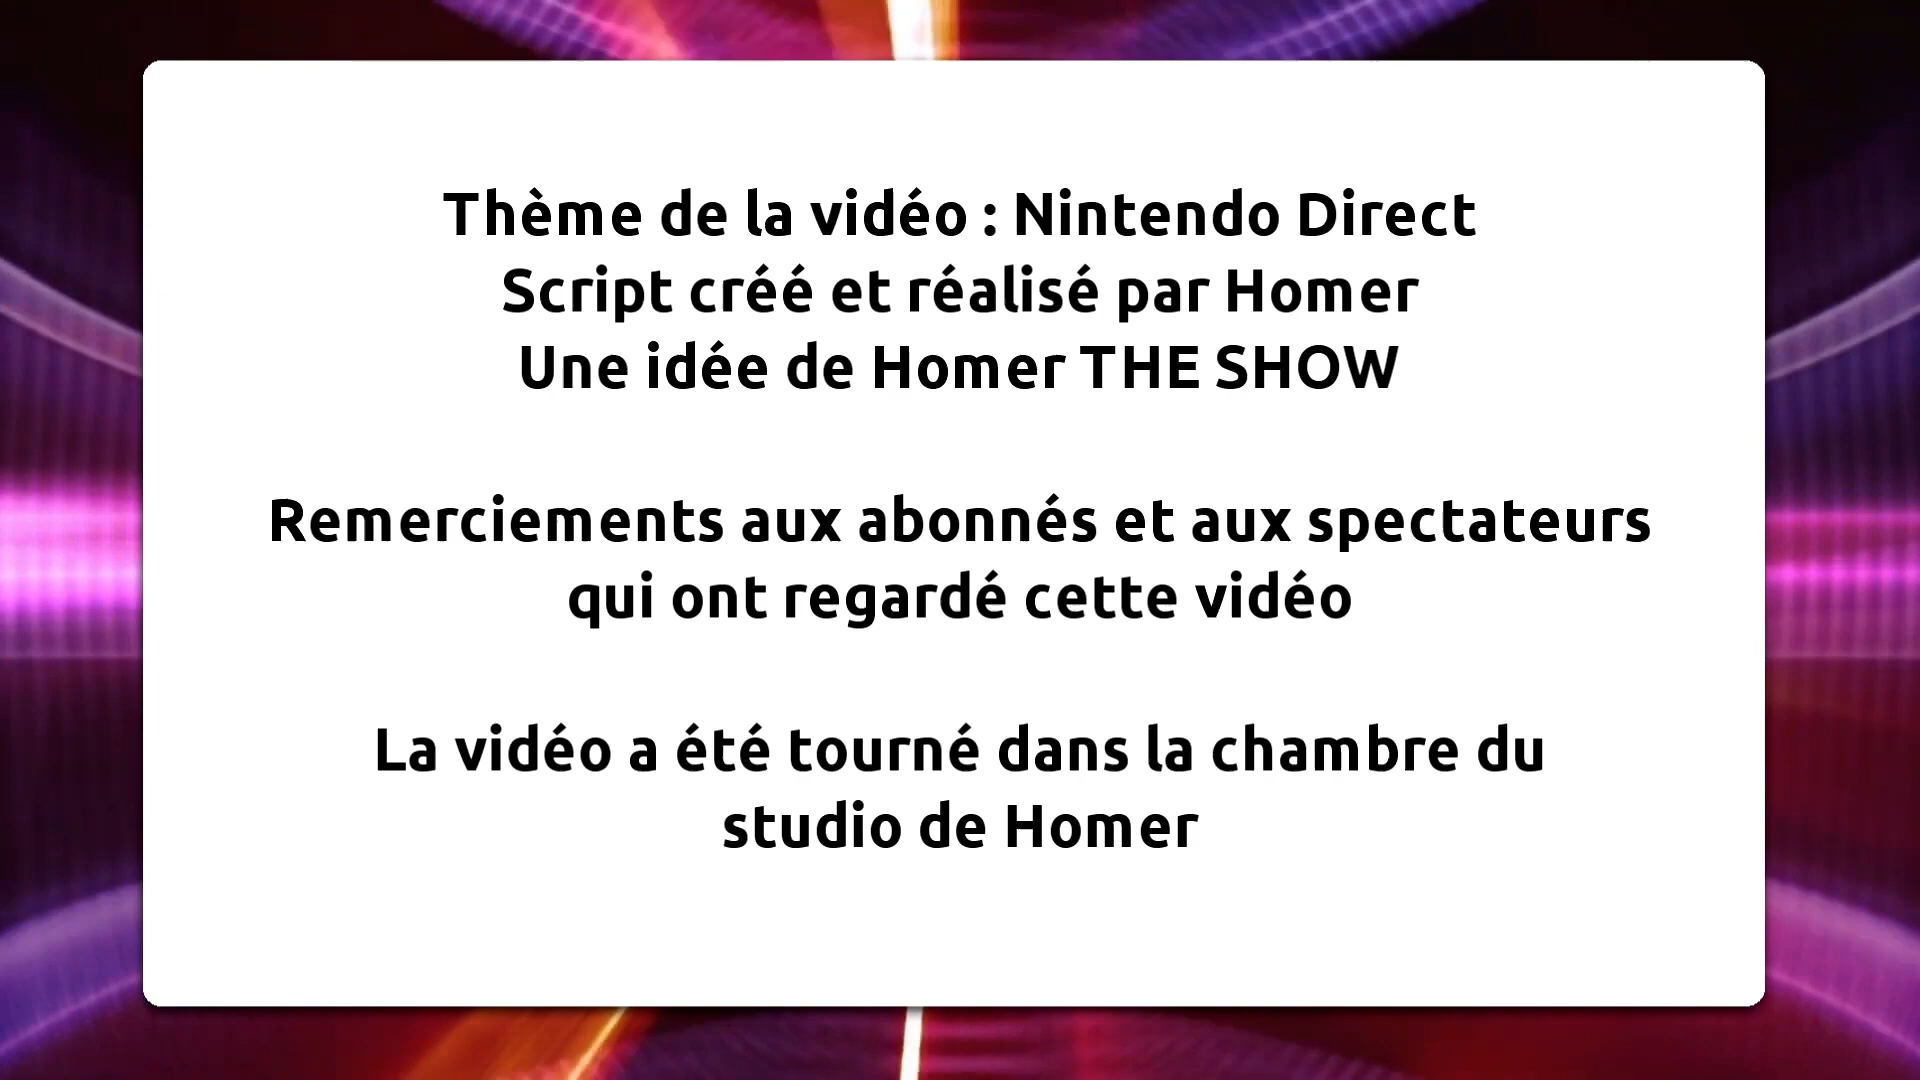 Thème de la vidéo : Nintendo Direct
Script créé et réalisé par Homer
Une idée de Homer THE SHOW
Remerciements aux abonnés et aux spectateurs
qui ont regardé cette vidéo
La vidéo a été tourné dans la chambre du
studio de Homer